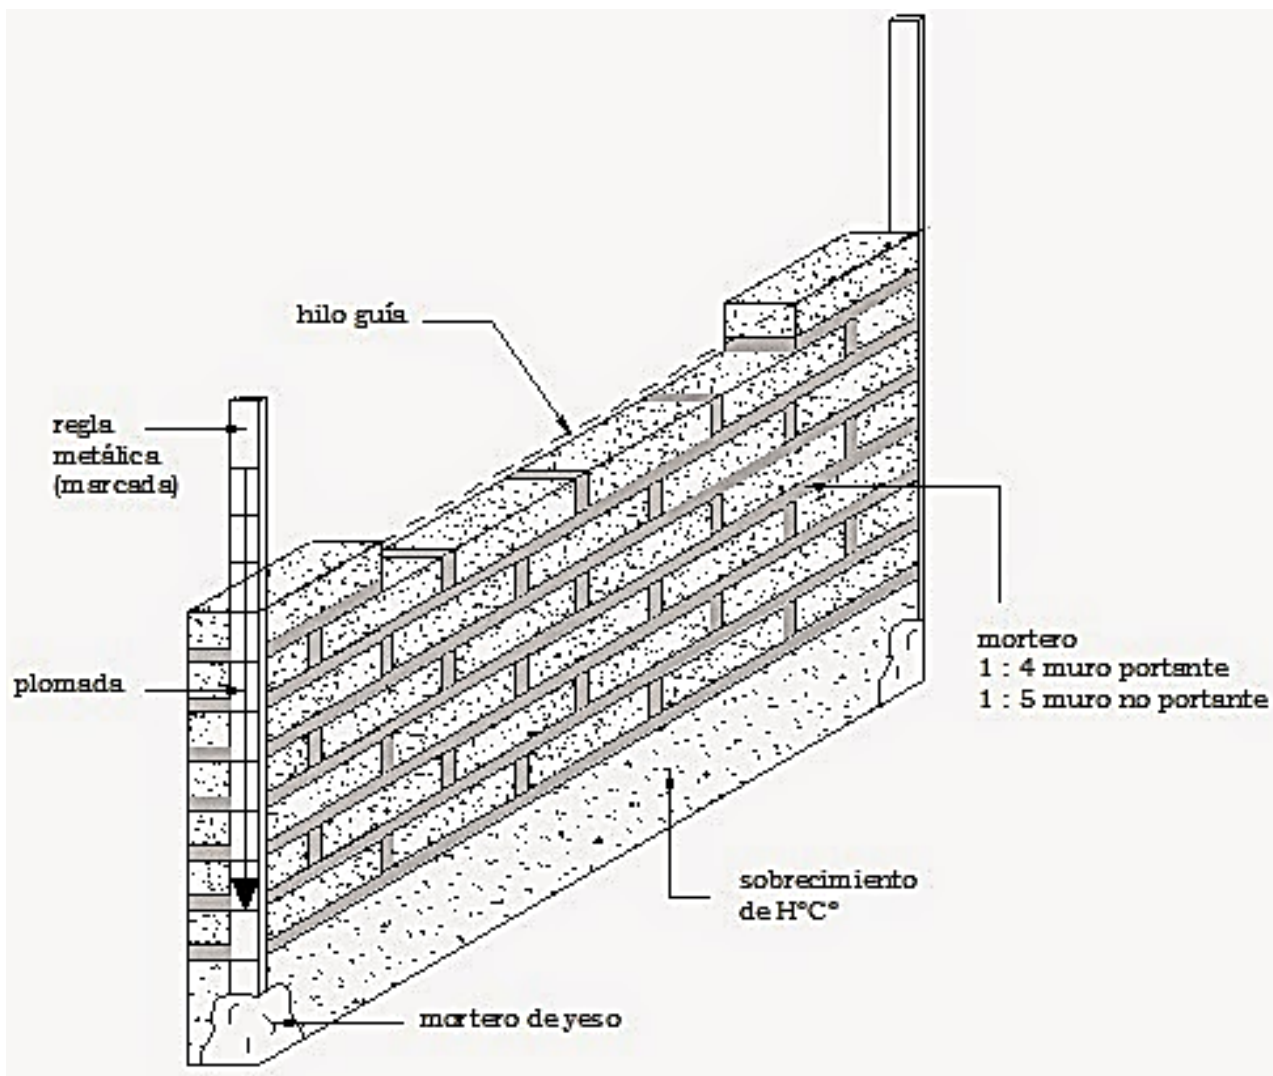 hilo guía
regla
metálica
(marcada)
plomada
mortero
1 : 4 muro portante
1 : 5 muro no portante
sobrecimiento
de HºCº
mortero de yeso